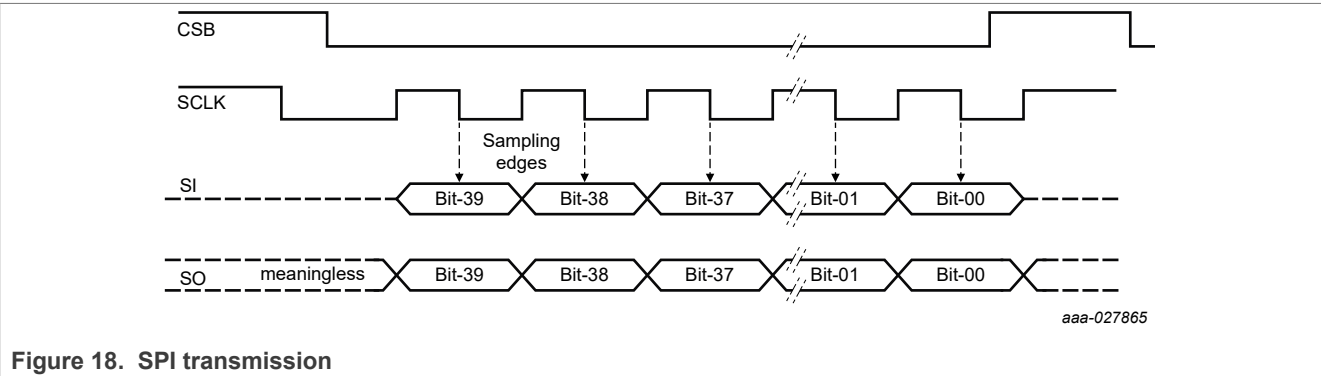 CSB
SCLK
Sampling
edges
SI
Bit-39 Bit-38 Bit-37 Bit-01 Bit-00
SO meaningless Bit-39 Bit-38 Bit-37 Bit-01 Bit-00
aaa-027865
Figure 18. SPI transmission